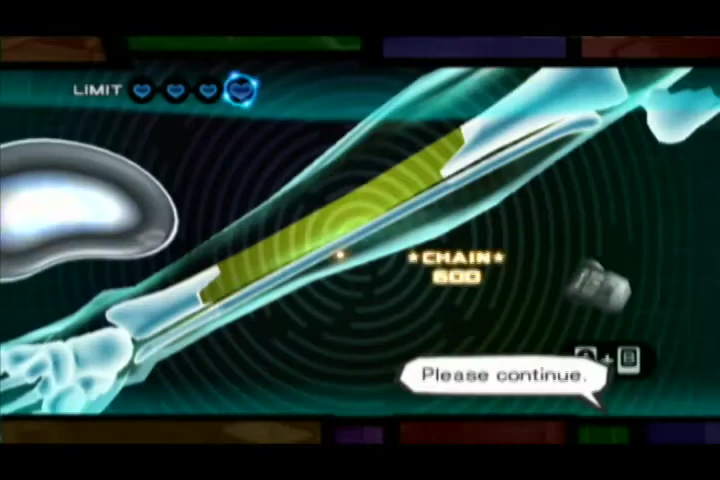 LIMIT
★CHAIN★
600
+ B
Please continue.